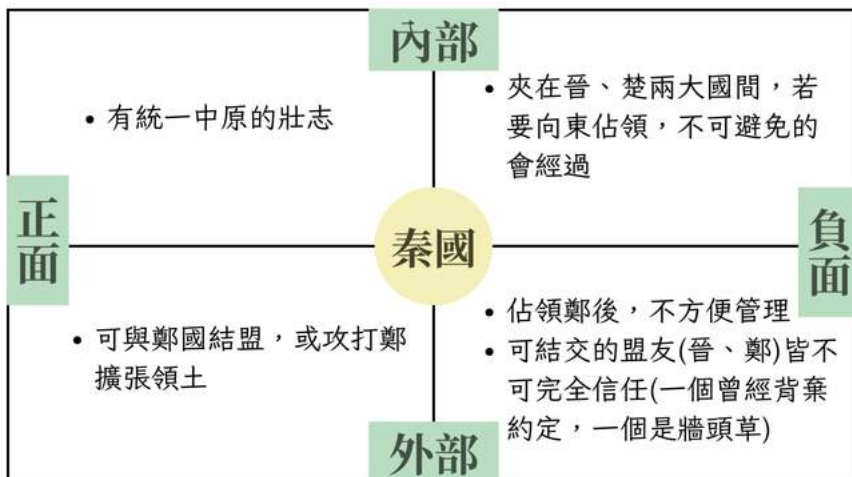 內部
• 有統一中原的壯志
• 夾在晉、楚兩大國間，若
要向東佔領，不可避免的
會經過
正面
秦國
負面
• 可與鄭國結盟，或攻打鄭
擴張領土
• 佔領鄭後，不方便管理
• 可結交的盟友(晉、鄭)皆不
可完全信任(一個曾經背棄
約定，一個是牆頭草)
外部